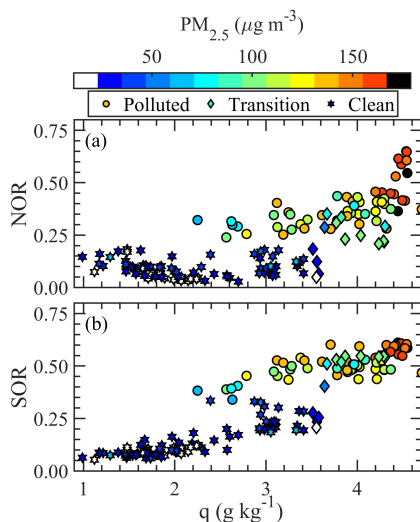 PM2.5 (μg m-3)
50 100 150
Polluted Transition Clean
(a)
NOR
0.75
0.50
0.25
0.00
(b)
SOR
0.75
0.50
0.25
0.00
1 2 3 4
q (g kg-1)